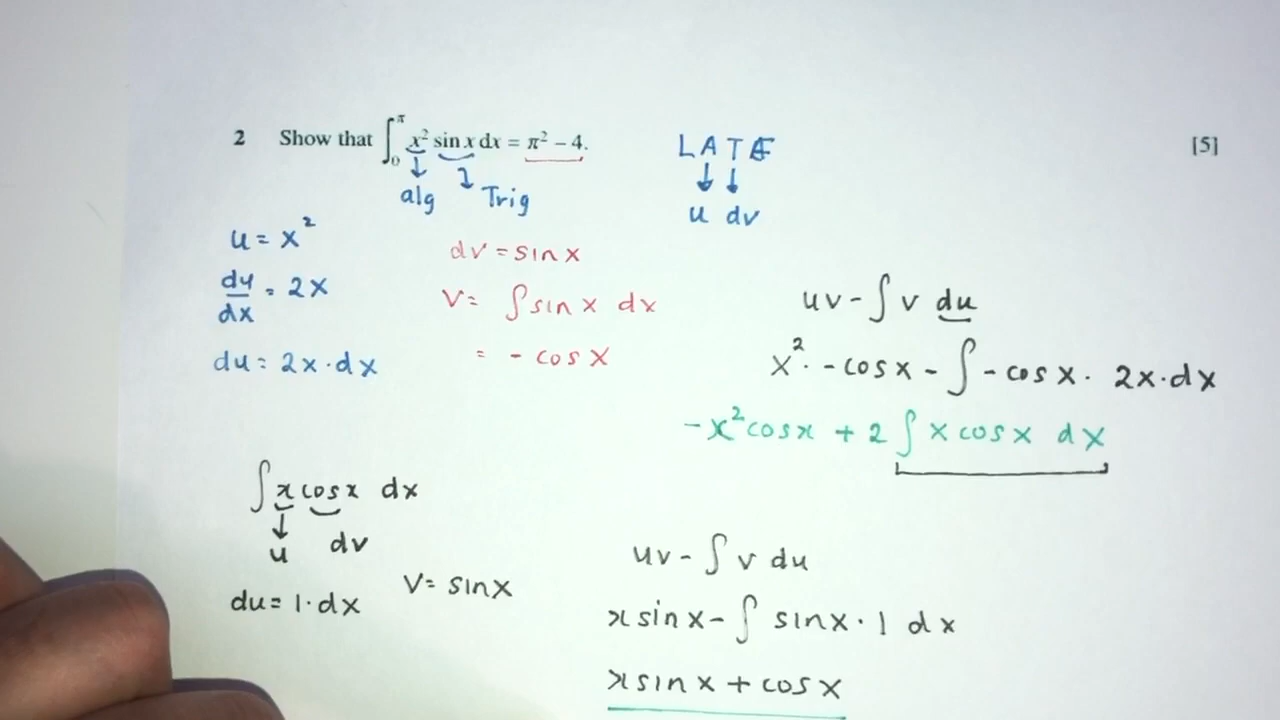 2 Show that ∫₀^π x² sin x dx = π² − 4. [5]
L A T E
alg Trig
u dv
u = x²
du/dx = 2x
du = 2x·dx
dv = sin x
v = ∫ sin x dx
= - cos x
uv - ∫ v du
x²· - cos x - ∫ - cos x · 2x·dx
-x² cos x + 2 ∫ x cos x dx
∫ x cos x dx
u dv
du = 1·dx
v = sin x
uv - ∫ v du
x sin x - ∫ sin x · 1 dx
x sin x + cos x